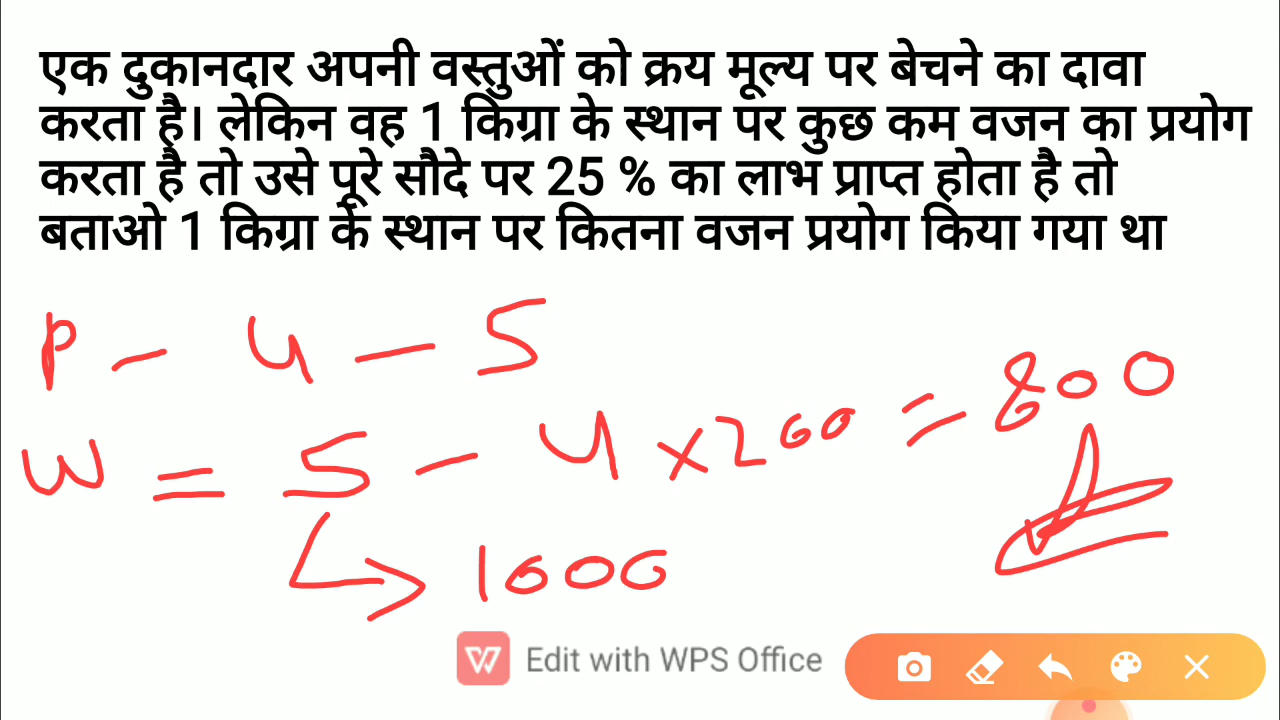 एक दुकानदार अपनी वस्तुओं को क्रय मूल्य पर बेचने का दावा
करता है। लेकिन वह 1 किग्रा के स्थान पर कुछ कम वजन का प्रयोग
करता है तो उसे पूरे सौदे पर 25 % का लाभ प्राप्त होता है तो
बताओ 1 किग्रा के स्थान पर कितना वजन प्रयोग किया गया था
P - 4 - 5
W = 5 - 4 x 200 = 800
1000
Edit with WPS Office